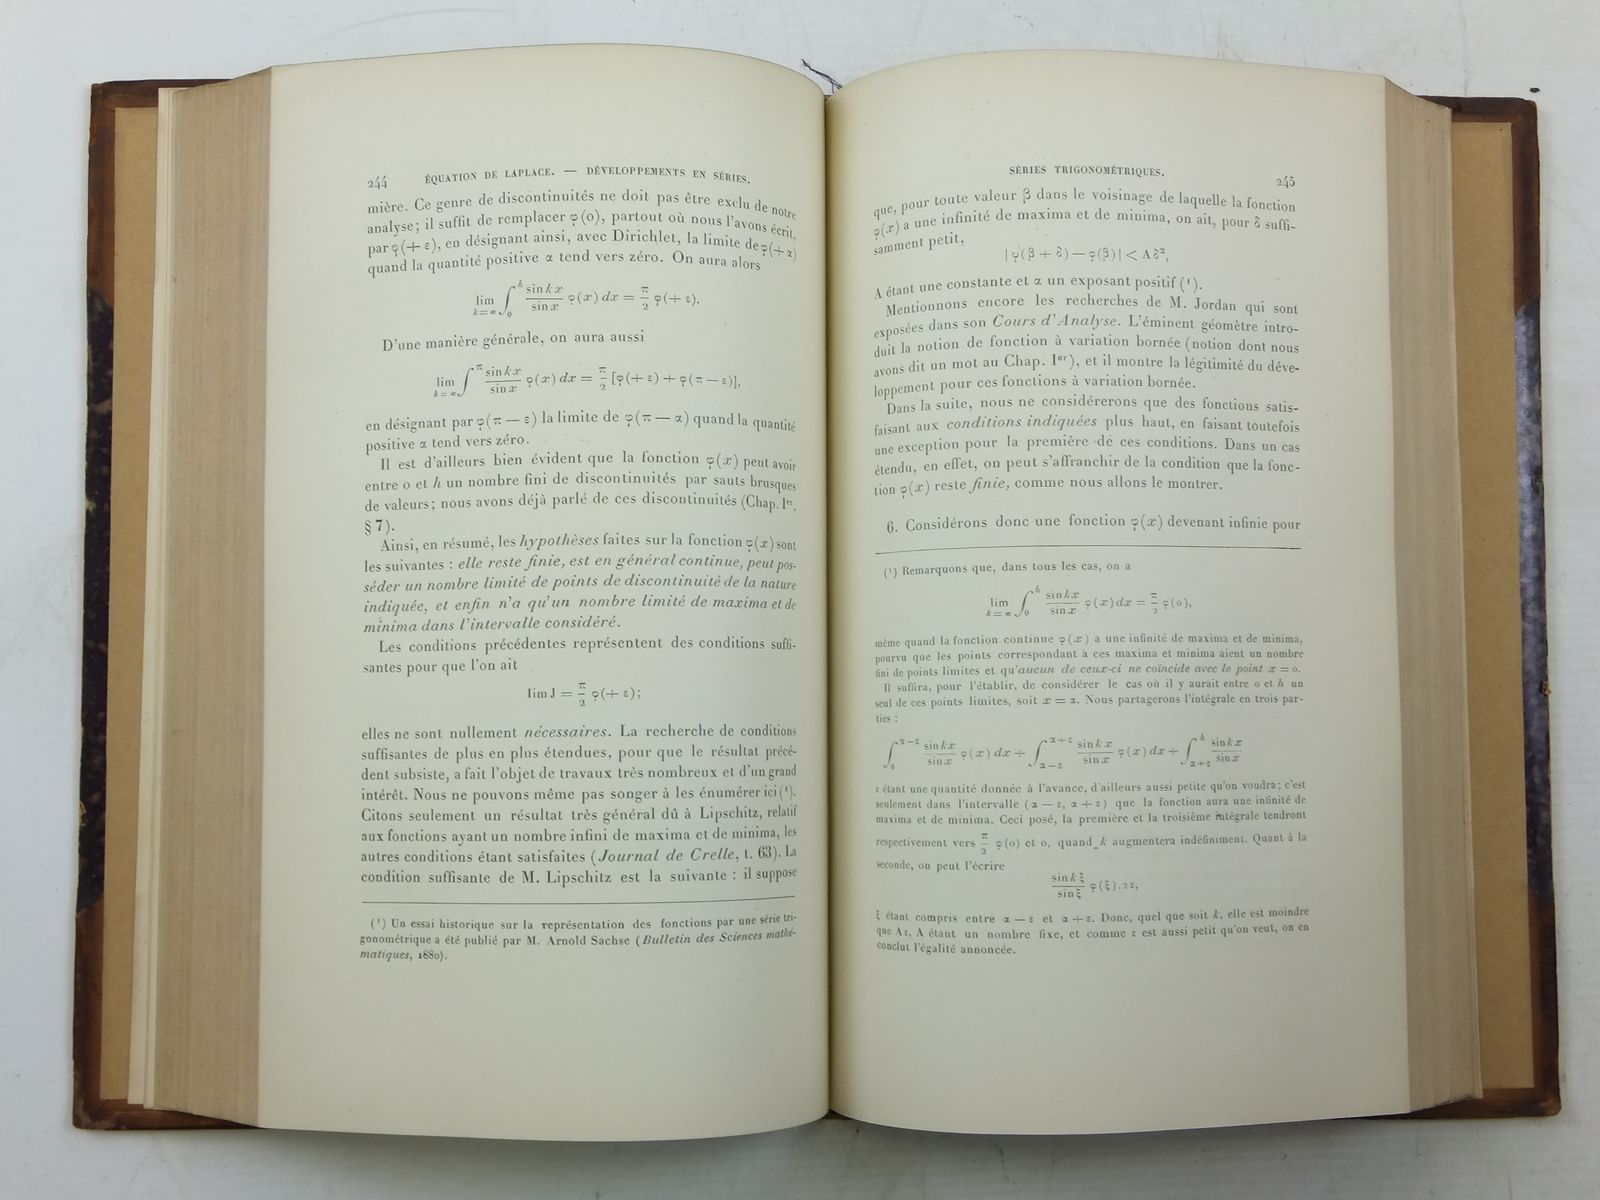 244 ÉQUATION DE LAPLACE. — DÉVELOPPEMENTS EN SÉRIES.
mière. Ce genre de discontinuités ne doit pas être exclu de notre
analyse; il suffit de remplacer φ(0), partout où nous l'avons écrit,
par φ(+ ε), en désignant ainsi, avec Dirichlet, la limite de φ(+ α)
quand la quantité positive α tend vers zéro. On aura alors
lim k=∞ ∫₀ʰ (sin kx / sin x) φ(x) dx = π/2 φ(+ ε).
D'une manière générale, on aura aussi
lim k=∞ ∫^π (sin kx / sin x) φ(x) dx = π/2 [φ(+ ε) + φ(π — ε)],
en désignant par φ(π — ε) la limite de φ(π — α) quand la quantité
positive α tend vers zéro.
Il est d'ailleurs bien évident que la fonction φ(x) peut avoir
entre 0 et h un nombre fini de discontinuités par sauts brusques
de valeurs; nous avons déjà parlé de ces discontinuités (Chap. Iᵉʳ,
§ 7).
Ainsi, en résumé, les hypothèses faites sur la fonction φ(x) sont
les suivantes : elle reste finie, est en général continue, peut pos-
séder un nombre limité de points de discontinuité de la nature
indiquée, et enfin n'a qu'un nombre limité de maxima et de
minima dans l'intervalle considéré.
Les conditions précédentes représentent des conditions suffi-
santes pour que l'on ait
lim J = π/2 φ(+ ε);
elles ne sont nullement nécessaires. La recherche de conditions
suffisantes de plus en plus étendues, pour que le résultat précé-
dent subsiste, a fait l'objet de travaux très nombreux et d'un grand
intérêt. Nous ne pouvons même pas songer à les énumérer ici (¹).
Citons seulement un résultat très général dû à Lipschitz, relatif
aux fonctions ayant un nombre infini de maxima et de minima, les
autres conditions étant satisfaites (Journal de Crelle, t. 63). La
condition suffisante de M. Lipschitz est la suivante : il suppose
(¹) Un essai historique sur la représentation des fonctions par une série tri-
gonométrique a été publié par M. Arnold Sachse (Bulletin des Sciences mathé-
matiques, 1880).
SÉRIES TRIGONOMÉTRIQUES. 245
que, pour toute valeur β dans le voisinage de laquelle la fonction
φ(x) a une infinité de maxima et de minima, on ait, pour δ suffi-
samment petit,
|φ(β + δ) — φ(β)| < Aδ^α,
A étant une constante et α un exposant positif (¹).
Mentionnons encore les recherches de M. Jordan qui sont
exposées dans son Cours d'Analyse. L'éminent géomètre intro-
duit la notion de fonction à variation bornée (notion dont nous
avons dit un mot au Chap. Iᵉʳ), et il montre la légitimité du déve-
loppement pour ces fonctions à variation bornée.
Dans la suite, nous ne considérerons que des fonctions satis-
faisant aux conditions indiquées plus haut, en faisant toutefois
une exception pour la première de ces conditions. Dans un cas
étendu, en effet, on peut s'affranchir de la condition que la fonc-
tion φ(x) reste finie, comme nous allons le montrer.
6. Considérons donc une fonction φ(x) devenant infinie pour
(¹) Remarquons que, dans tous les cas, on a
lim k=∞ ∫₀ʰ (sin kx / sin x) φ(x) dx = π/2 φ(0),
même quand la fonction continue φ(x) a une infinité de maxima et de minima,
pourvu que les points correspondant à ces maxima et minima aient un nombre
fini de points limites et qu'aucun de ceux-ci ne coïncide avec le point x = 0.
Il suffira, pour l'établir, de considérer le cas où il y aurait entre 0 et h un
seul de ces points limites, soit x = α. Nous partagerons l'intégrale en trois par-
ties :
∫₀^(α—ε) (sin kx / sin x) φ(x) dx + ∫_(α—ε)^(α+ε) (sin kx / sin x) φ(x) dx + ∫_(α+ε)^h sin kx / sin x
ε étant une quantité donnée à l'avance, d'ailleurs aussi petite qu'on voudra; c'est
seulement dans l'intervalle (α — ε, α + ε) que la fonction aura une infinité de
maxima et de minima. Ceci posé, la première et la troisième intégrale tendront
respectivement vers π/2 φ(0) et 0, quand k augmentera indéfiniment. Quant à la
seconde, on peut l'écrire
(sin kξ / sin ξ) φ(ξ).2ε,
ξ étant compris entre α — ε et α + ε. Donc, quel que soit k, elle est moindre
que Aε, A étant un nombre fixe, et comme ε est aussi petit qu'on veut, on en
conclut l'égalité annoncée.